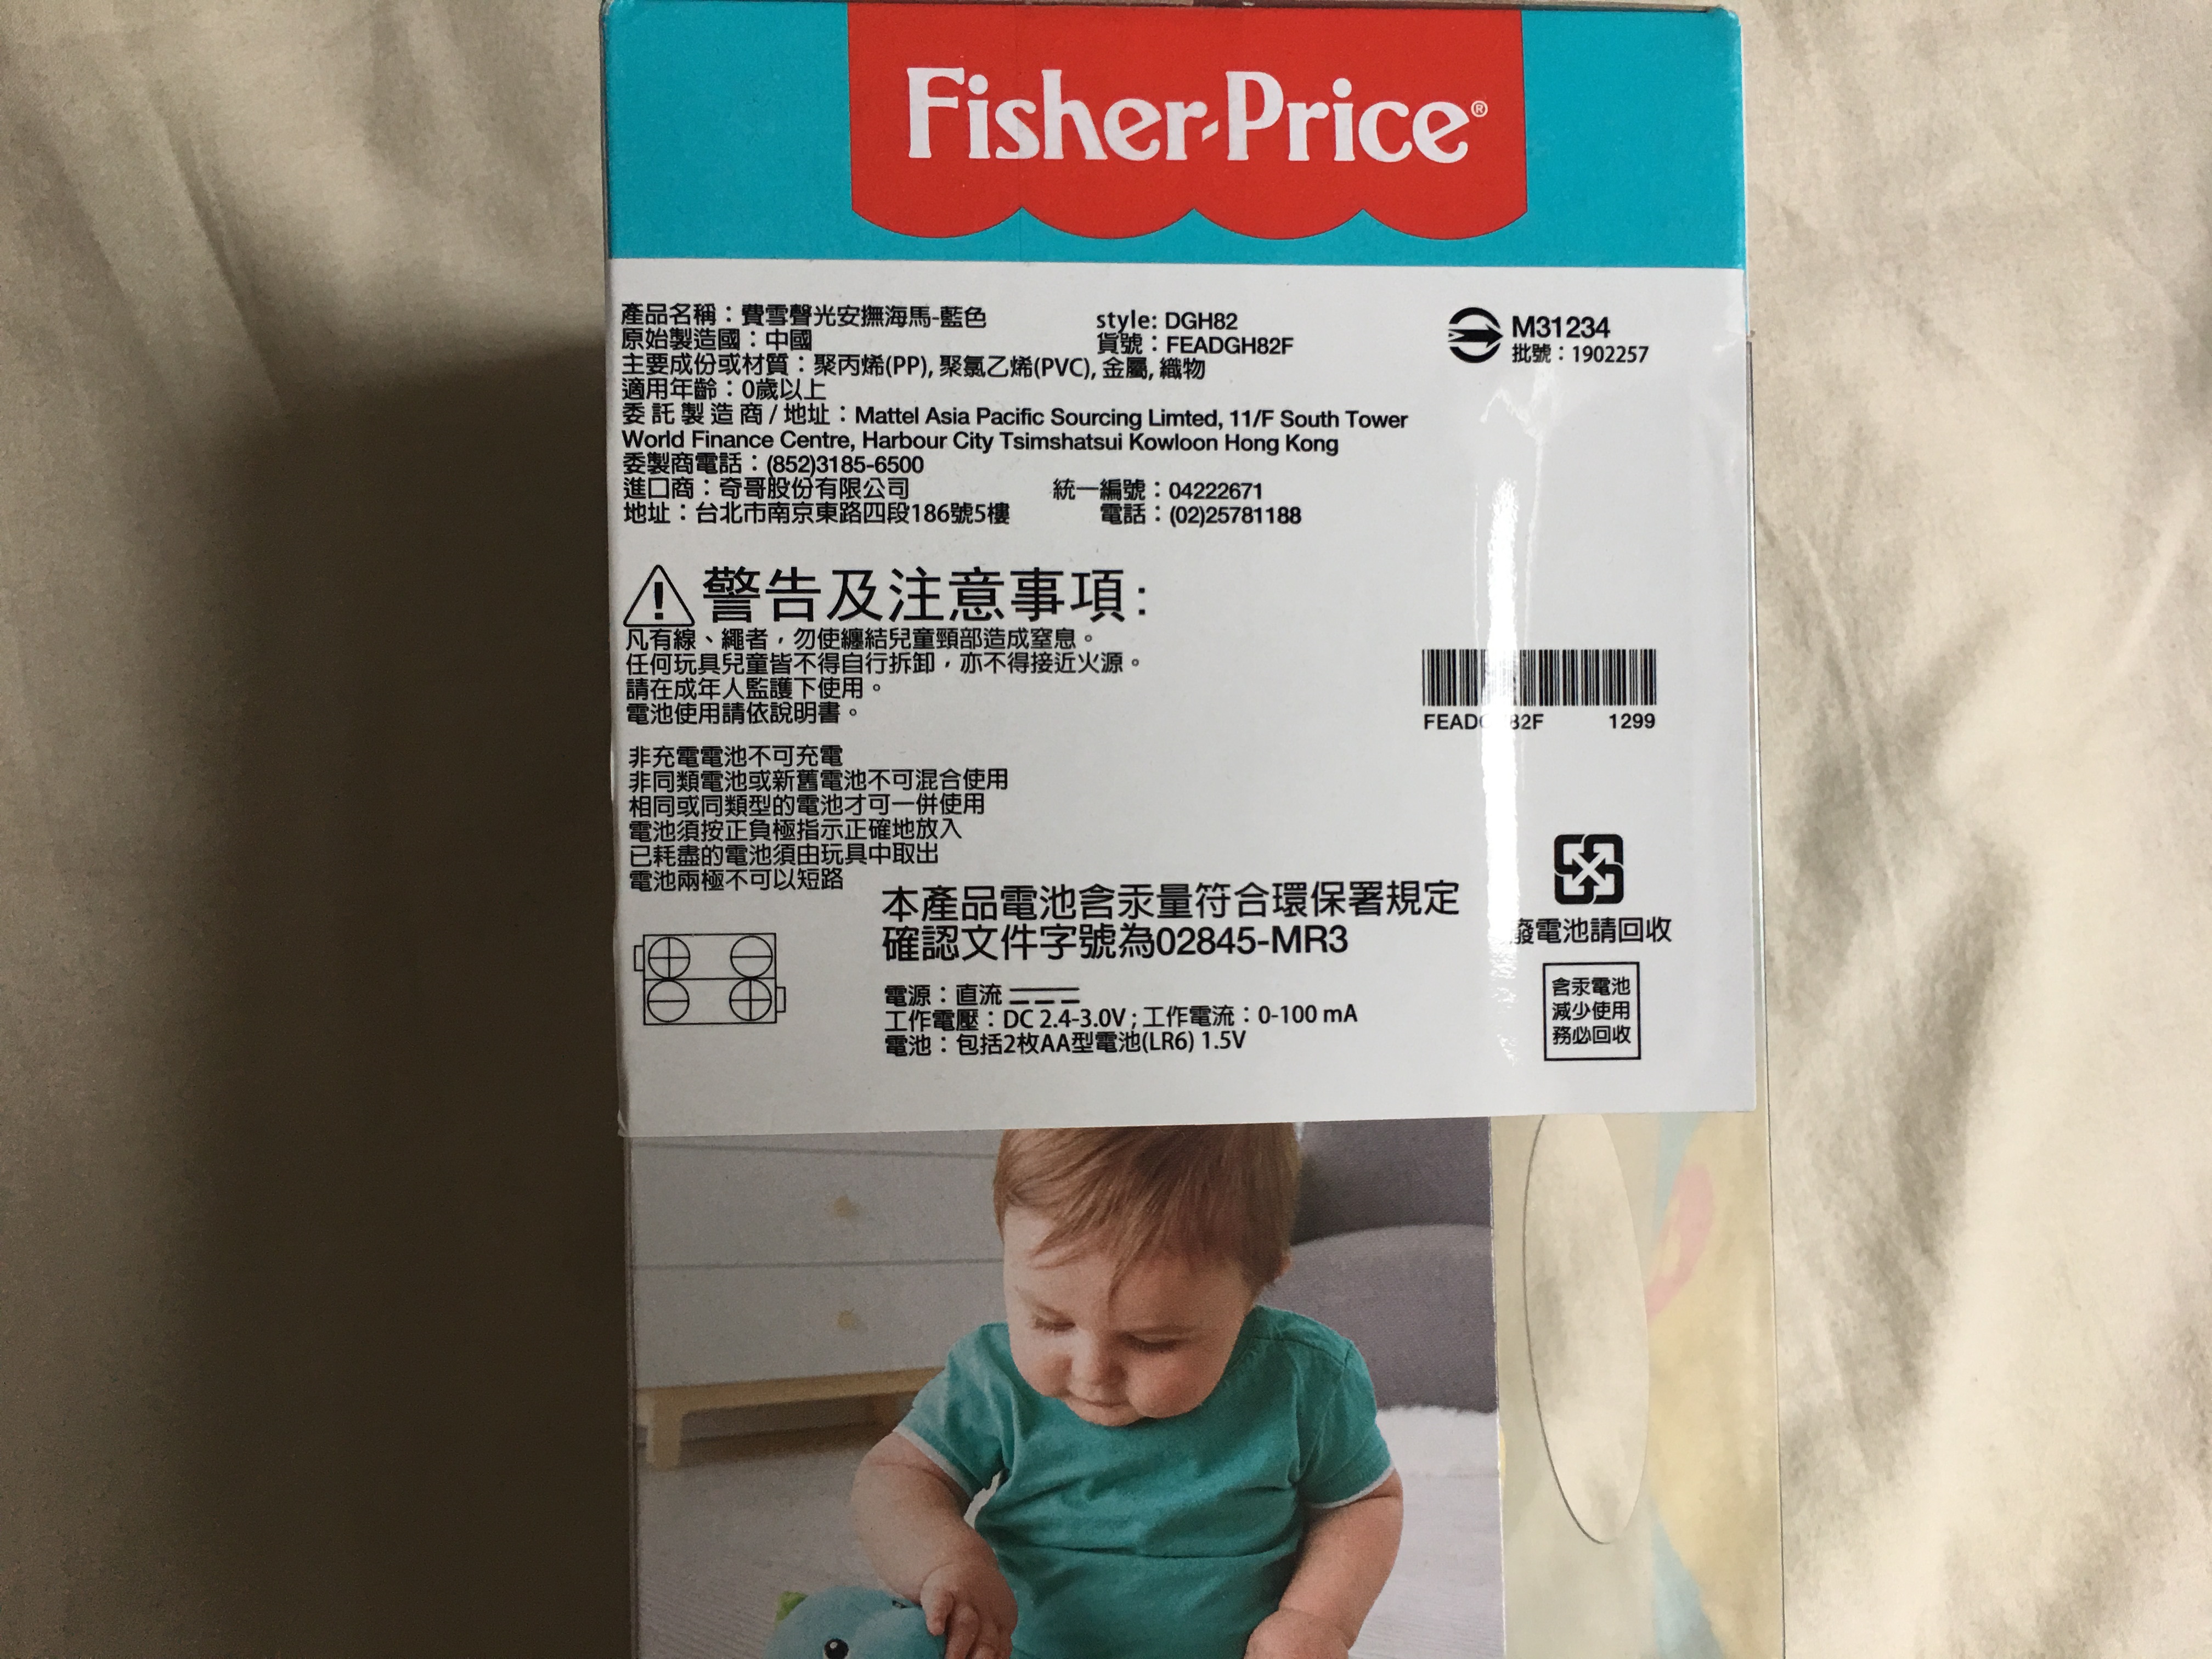 Fisher-Price®
產品名稱：費雪聲光安撫海馬-藍色
style: DGH82
原始製造國：中國
貨號：FEADGH82F
M31234
批號：1902257
主要成份或材質：聚丙烯(PP), 聚氯乙烯(PVC), 金屬, 織物
適用年齡：0歲以上
委託製造商/地址：Mattel Asia Pacific Sourcing Limted, 11/F South Tower
World Finance Centre, Harbour City Tsimshatsui Kowloon Hong Kong
委製商電話：(852)3185-6500
進口商：奇哥股份有限公司
統一編號：04222671
地址：台北市南京東路四段186號5樓
電話：(02)25781188
警告及注意事項：
凡有線、繩者，勿使纏結兒童頸部造成窒息。
任何玩具兒童皆不得自行拆卸，亦不得接近火源。
請在成年人監護下使用。
電池使用請依說明書。
FEADG 82F 1299
非充電電池不可充電
非同類電池或新舊電池不可混合使用
相同或同類型的電池才可一併使用
電池須按正負極指示正確地放入
已耗盡的電池須由玩具中取出
電池兩極不可以短路
本產品電池含汞量符合環保署規定
確認文件字號為02845-MR3
廢電池請回收
電源：直流
工作電壓：DC 2.4-3.0V ; 工作電流：0-100 mA
電池：包括2枚AA型電池(LR6) 1.5V
含汞電池
減少使用
務必回收